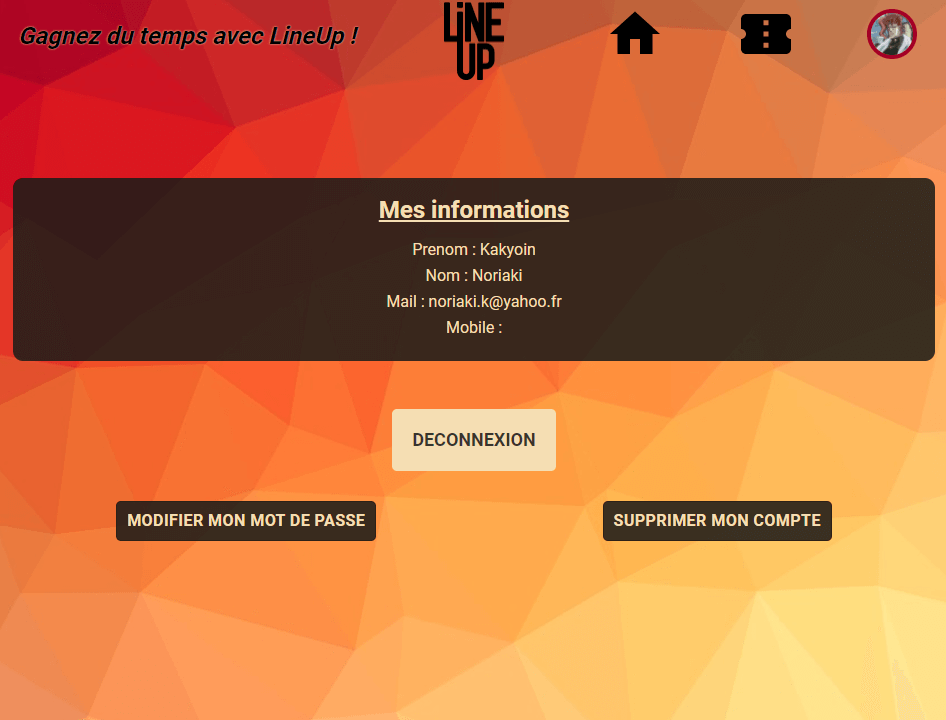 Gagnez du temps avec LineUp !
LiNE
UP
Mes informations
Prenom : Kakyoin
Nom : Noriaki
Mail : noriaki.k@yahoo.fr
Mobile :
DECONNEXION
MODIFIER MON MOT DE PASSE
SUPPRIMER MON COMPTE